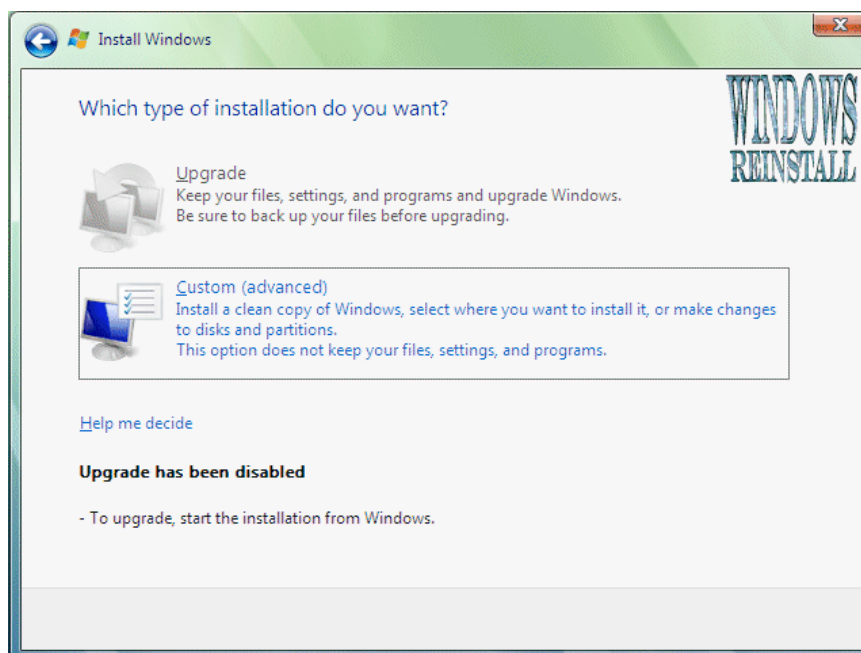 Install Windows
Which type of installation do you want?
WINDOWS
REINSTALL
Upgrade
Keep your files, settings, and programs and upgrade Windows.
Be sure to back up your files before upgrading.
Custom (advanced)
Install a clean copy of Windows, select where you want to install it, or make changes
to disks and partitions.
This option does not keep your files, settings, and programs.
Help me decide
Upgrade has been disabled
- To upgrade, start the installation from Windows.